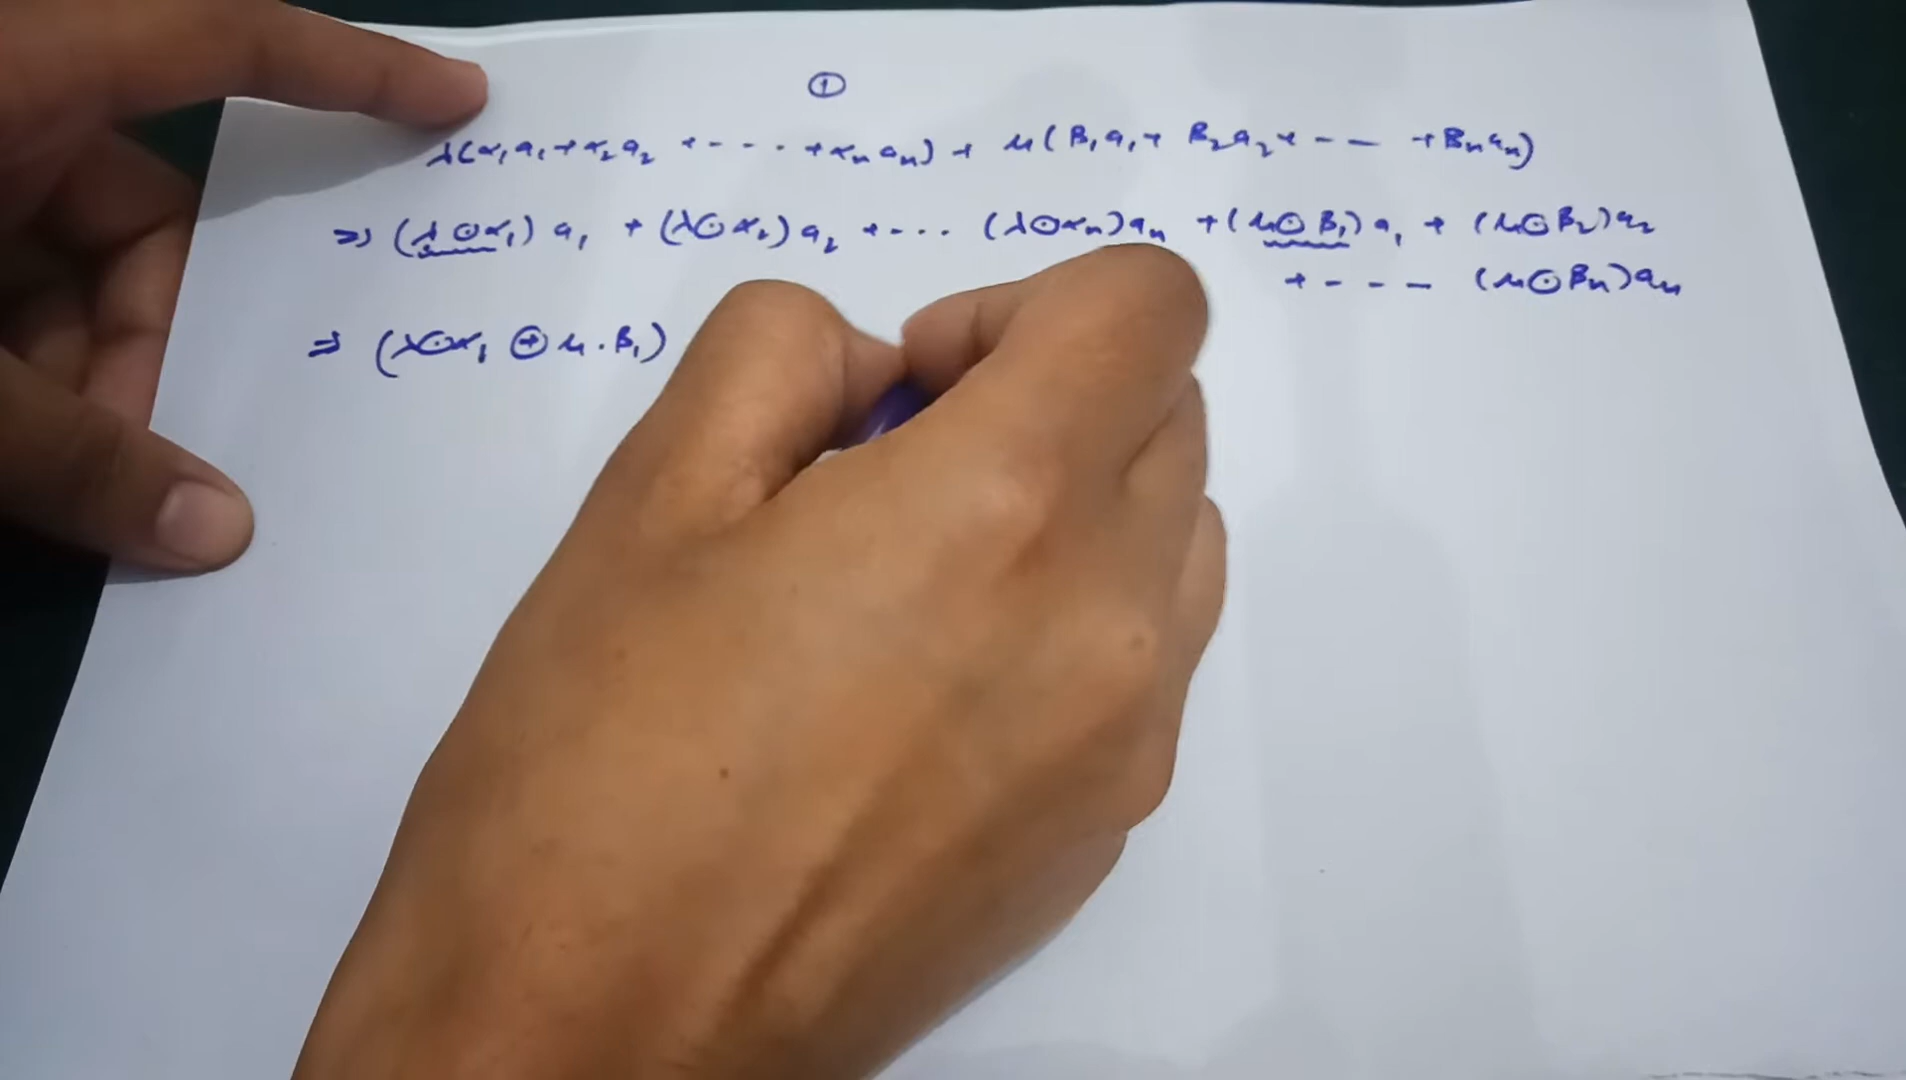 ①
λ(α₁a₁+α₂a₂ +----+αₙaₙ) + μ(β₁a₁+ β₂a₂+--- +βₙaₙ)
⇒ (λ⊙α₁)a₁ + (λ⊙α₂)a₂ +--.. (λ⊙αₙ)aₙ +(μ⊙β₁)a₁ + (μ⊙β₂)a₂
+---- (μ⊙βₙ)aₙ
⇒ (λ⊙α₁ ⊕ μ.β₁)